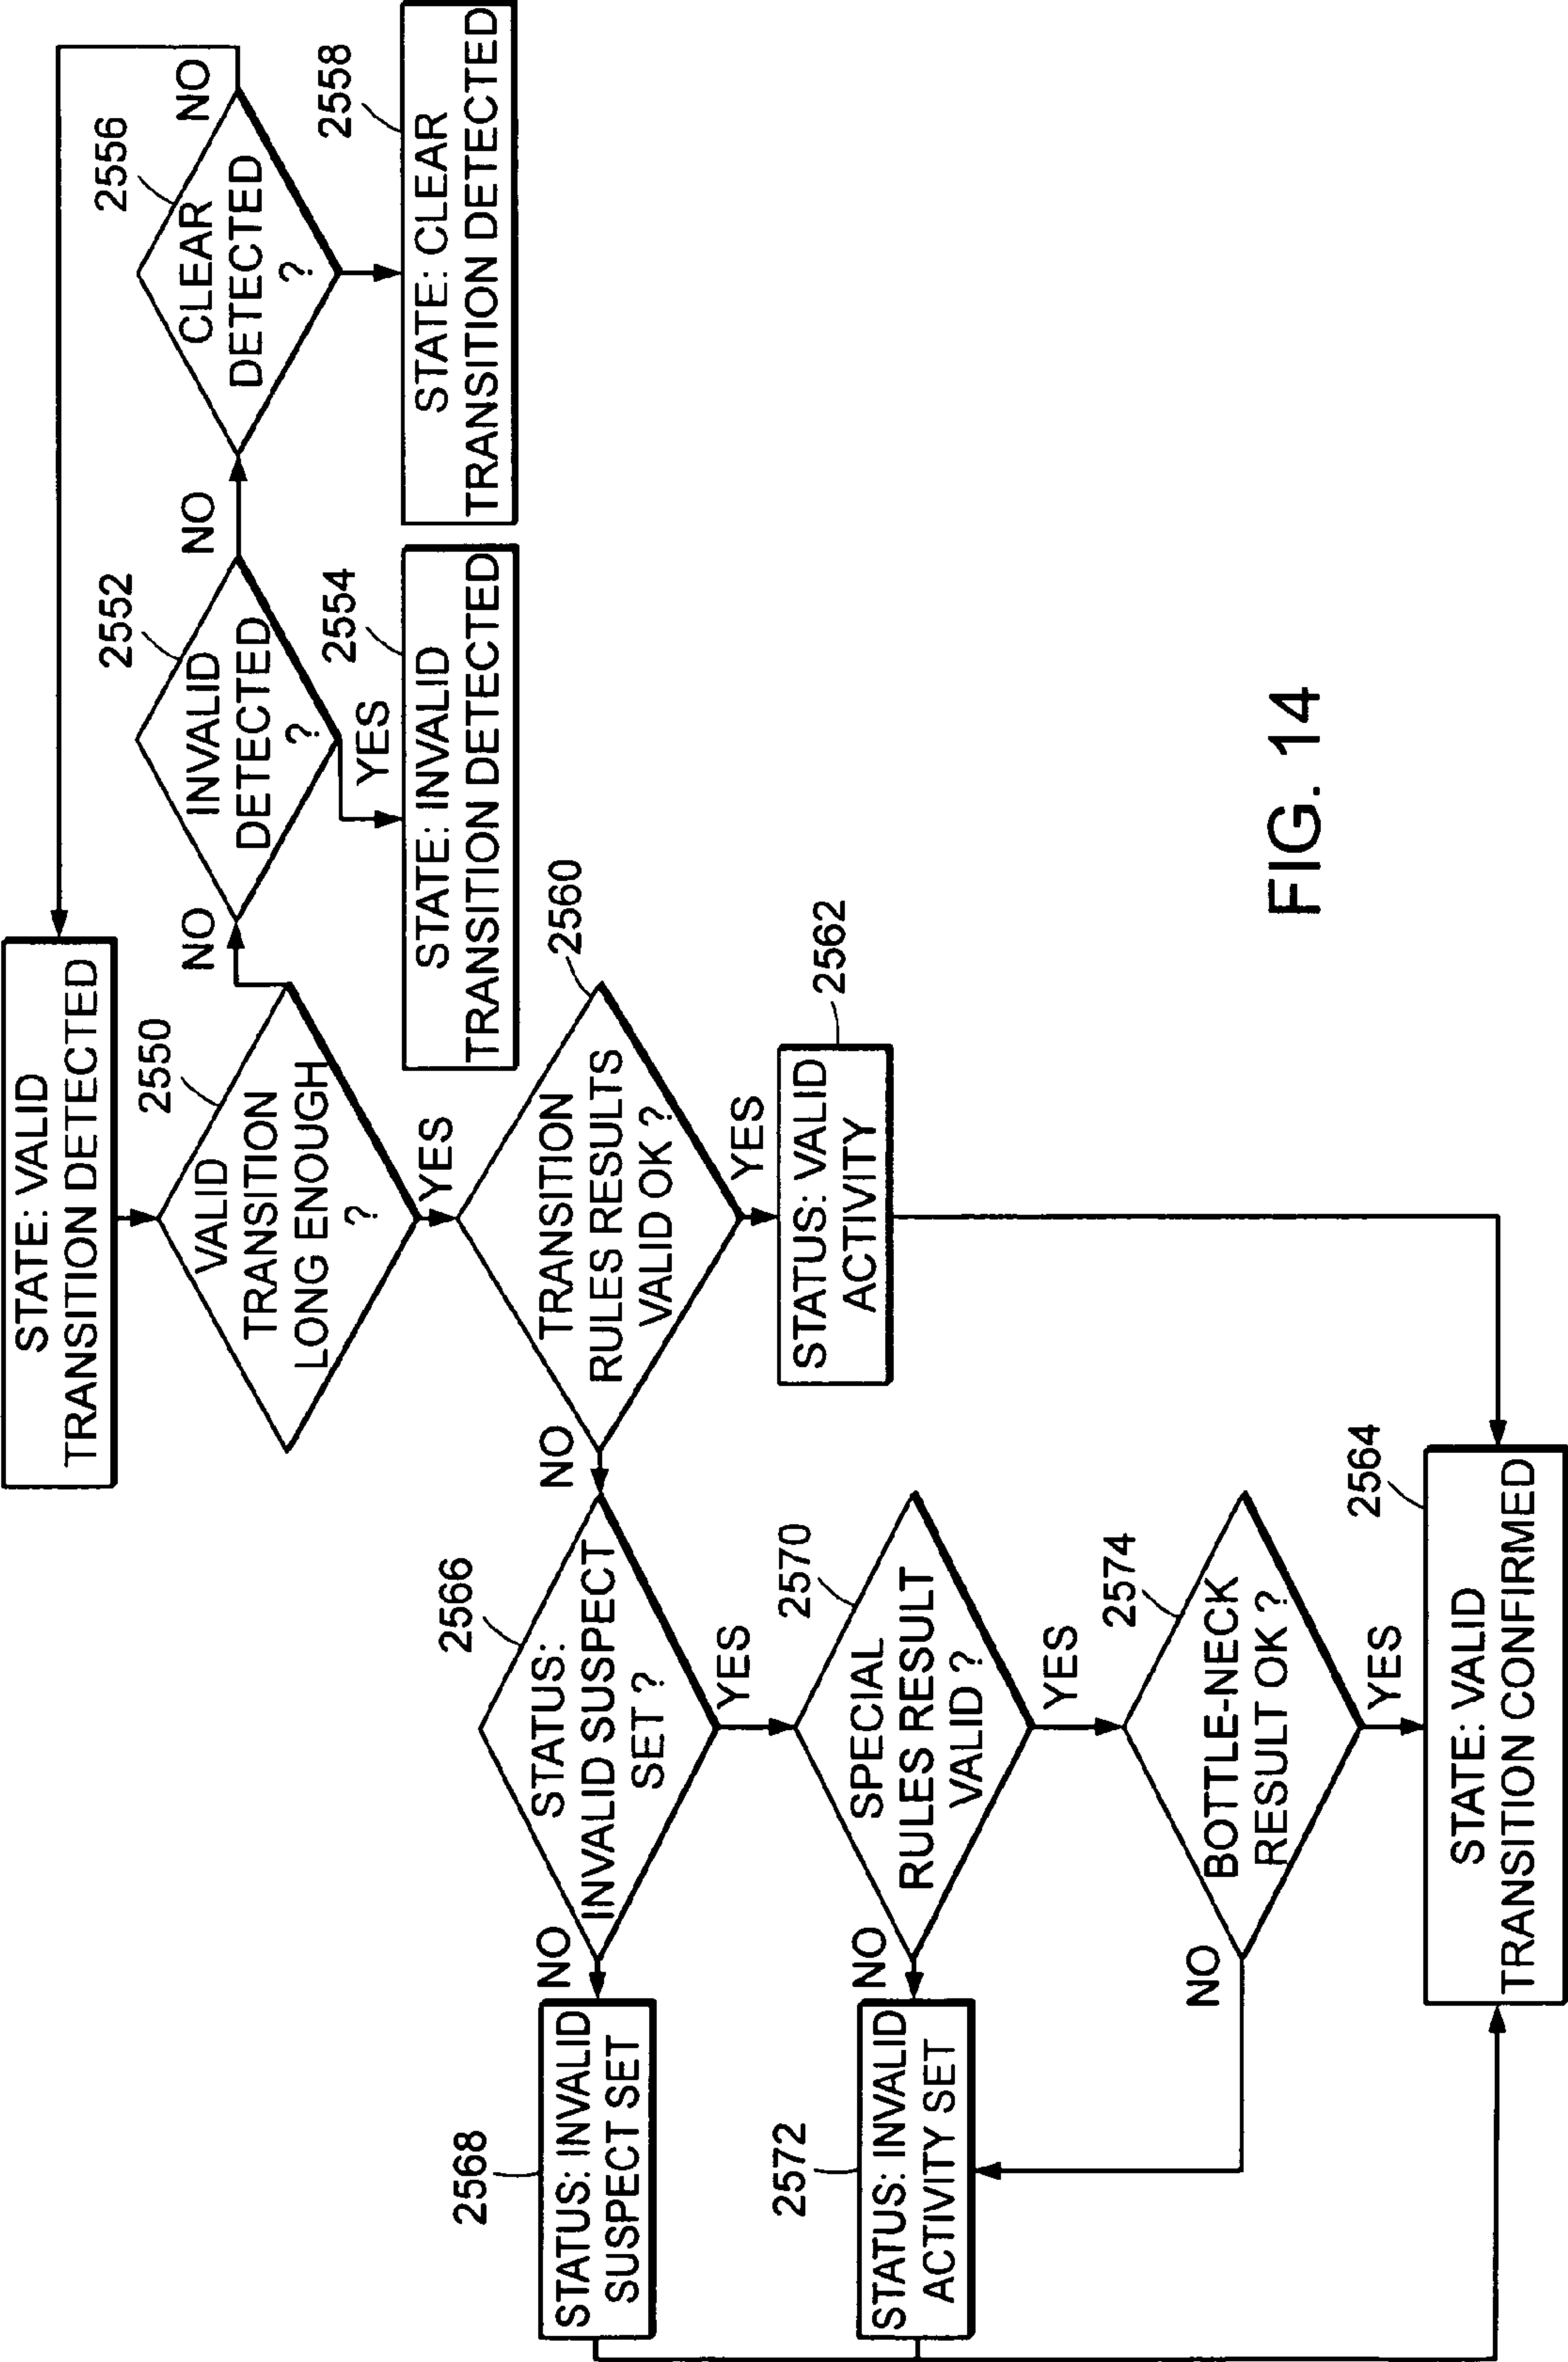 STATE: VALID
TRANSITION DETECTED
2550
VALID
TRANSITION
LONG ENOUGH
?
NO
2552
INVALID
DETECTED
?
NO
2556
CLEAR
DETECTED
?
NO
YES
2554
STATE: INVALID
TRANSITION DETECTED
2558
STATE: CLEAR
TRANSITION DETECTED
YES
2560
TRANSITION
RULES RESULTS
VALID OK ?
NO
YES
2562
STATUS: VALID
ACTIVITY
2566
STATUS:
INVALID SUSPECT
SET ?
NO
2568
STATUS: INVALID
SUSPECT SET
YES
2570
SPECIAL
RULES RESULT
VALID ?
NO
2572
STATUS: INVALID
ACTIVITY SET
YES
2574
BOTTLE-NECK
RESULT OK ?
NO
YES
2564
STATE: VALID
TRANSITION CONFIRMED
FIG. 14